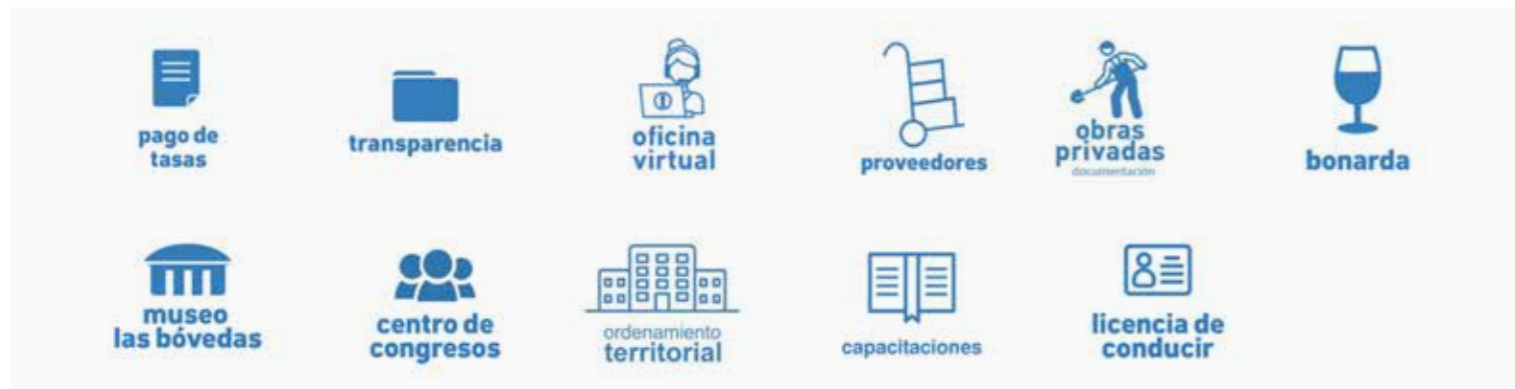 pago de
tasas
transparencia
oficina
virtual
proveedores
obras
privadas
documentación
bonarda
museo
las bóvedas
centro de
congresos
ordenamiento
territorial
capacitaciones
licencia de
conducir